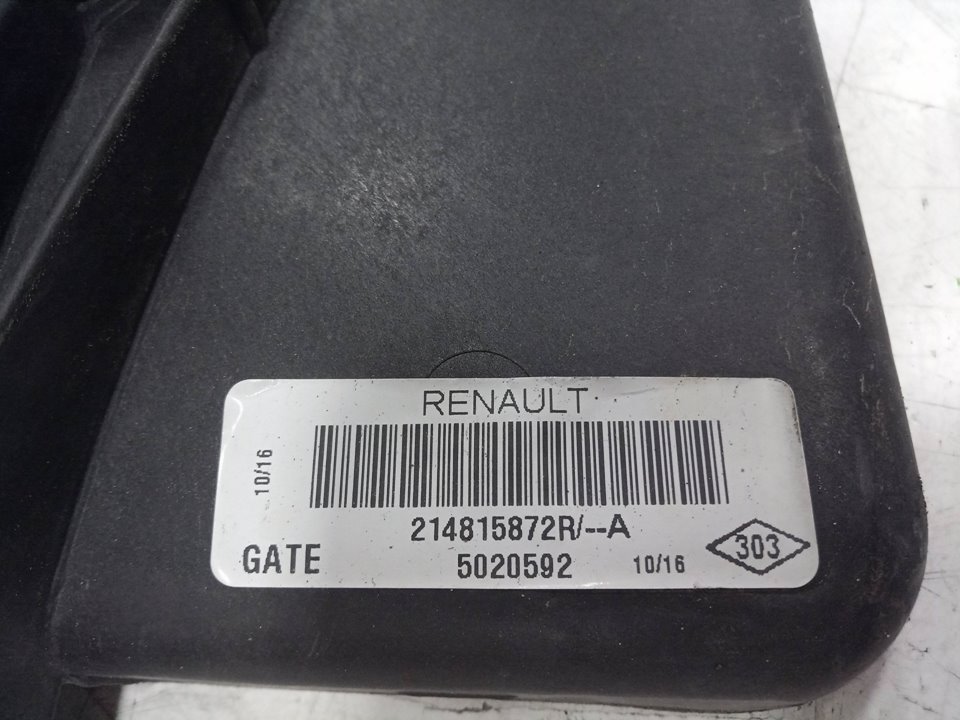 RENAULT
10/16
214815872R/--A
GATE
5020592
10/16
303